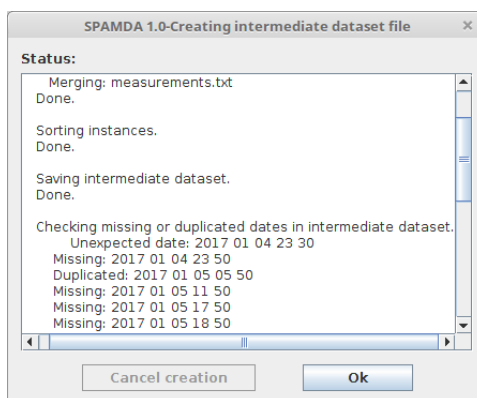 SPAMDA 1.0-Creating intermediate dataset file
Status:
Merging: measurements.txt
Done.
Sorting instances.
Done.
Saving intermediate dataset.
Done.
Checking missing or duplicated dates in intermediate dataset.
Unexpected date: 2017 01 04 23 30
Missing: 2017 01 04 23 50
Duplicated: 2017 01 05 05 50
Missing: 2017 01 05 11 50
Missing: 2017 01 05 17 50
Missing: 2017 01 05 18 50
Cancel creation
Ok